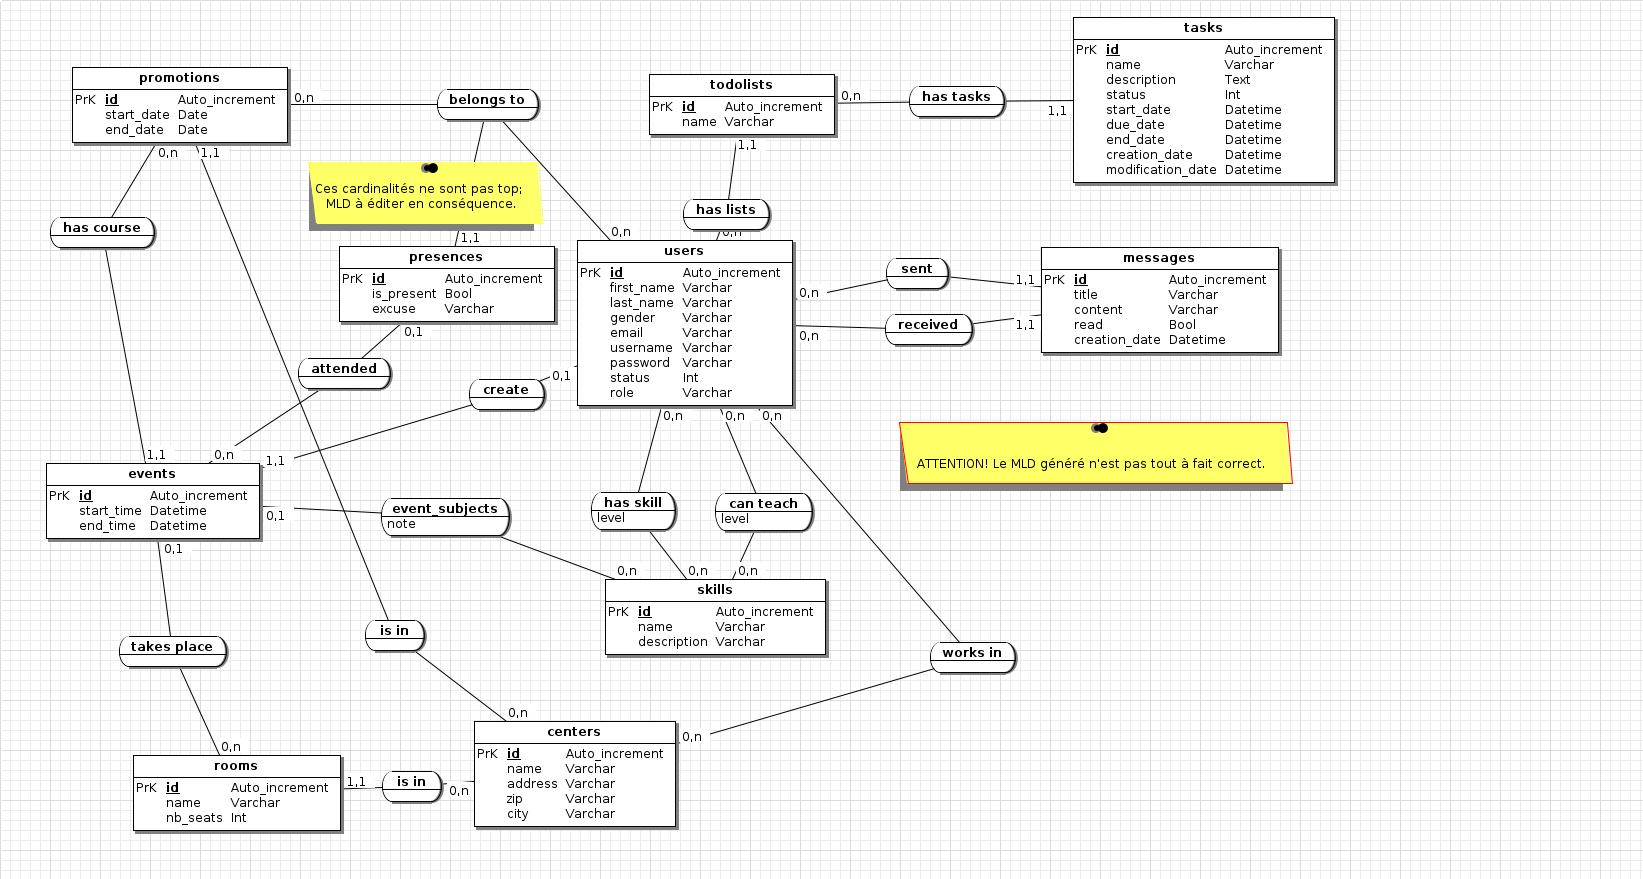 promotions
PrK id Auto_increment
start_date Date
end_date Date
0,n
0,n
1,1
belongs to
todolists
PrK id Auto_increment
name Varchar
0,n
1,1
has tasks
1,1
tasks
PrK id Auto_increment
name Varchar
description Text
status Int
start_date Datetime
due_date Datetime
end_date Datetime
creation_date Datetime
modification_date Datetime
Ces cardinalités ne sont pas top;
MLD à éditer en conséquence.
has course
has lists
0,n
0,n
1,1
presences
PrK id Auto_increment
is_present Bool
excuse Varchar
0,1
users
PrK id Auto_increment
first_name Varchar
last_name Varchar
gender Varchar
email Varchar
username Varchar
password Varchar
status Int
role Varchar
0,n
sent
1,1
0,n
received
1,1
messages
PrK id Auto_increment
title Varchar
content Varchar
read Bool
creation_date Datetime
attended
create
0,1
0,n
0,n
0,n
ATTENTION! Le MLD généré n'est pas tout à fait correct.
1,1
0,n
1,1
events
PrK id Auto_increment
start_time Datetime
end_time Datetime
0,1
0,1
event_subjects
note
has skill
level
can teach
level
0,n
0,n
0,n
skills
PrK id Auto_increment
name Varchar
description Varchar
takes place
is in
works in
0,n
0,n
0,n
centers
PrK id Auto_increment
name Varchar
address Varchar
zip Varchar
city Varchar
rooms
PrK id Auto_increment
name Varchar
nb_seats Int
1,1
is in
0,n